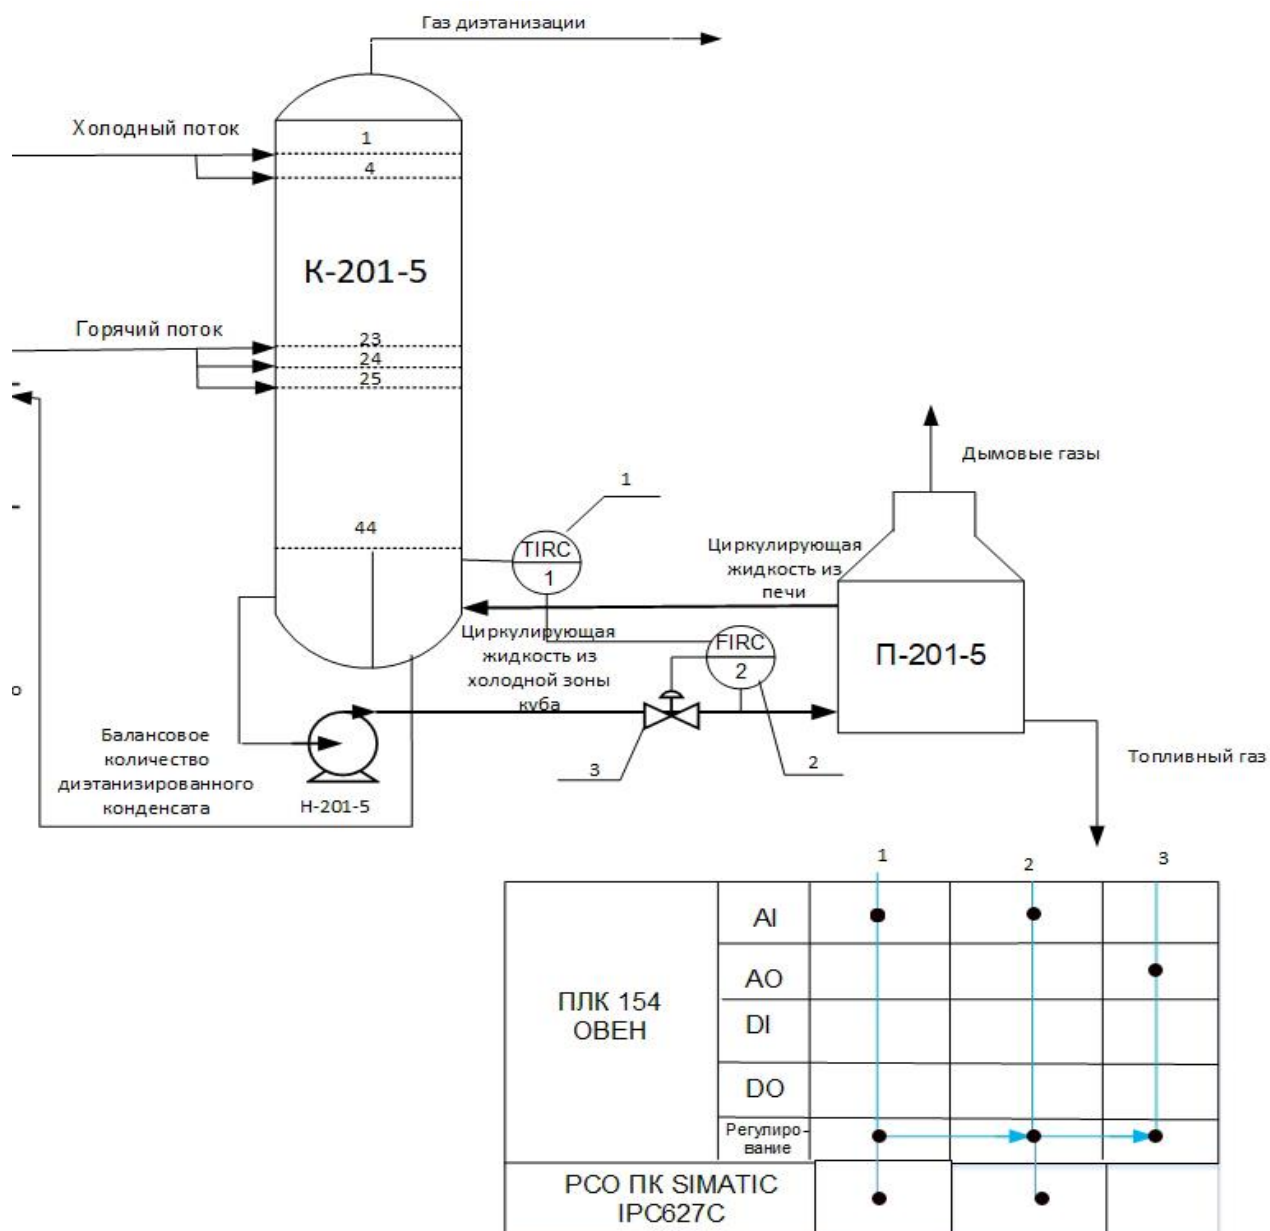 Газ диэтанизации
Холодный поток
1
4
К-201-5
Горячий поток
23
24
25
Дымовые газы
1
44
TIRC
1
Циркулирующая
жидкость из
печи
Циркулирующая
жидкость из
холодной зоны
куба
FIRC
2
П-201-5
о
Балансовое
количество
диэтанизированного
конденсата
Н-201-5
3
2
Топливный газ
1
2
3
ПЛК 154
ОВЕН
AI
AO
DI
DO
Регулиро-
вание
РСО ПК SIMATIC
IPC627C